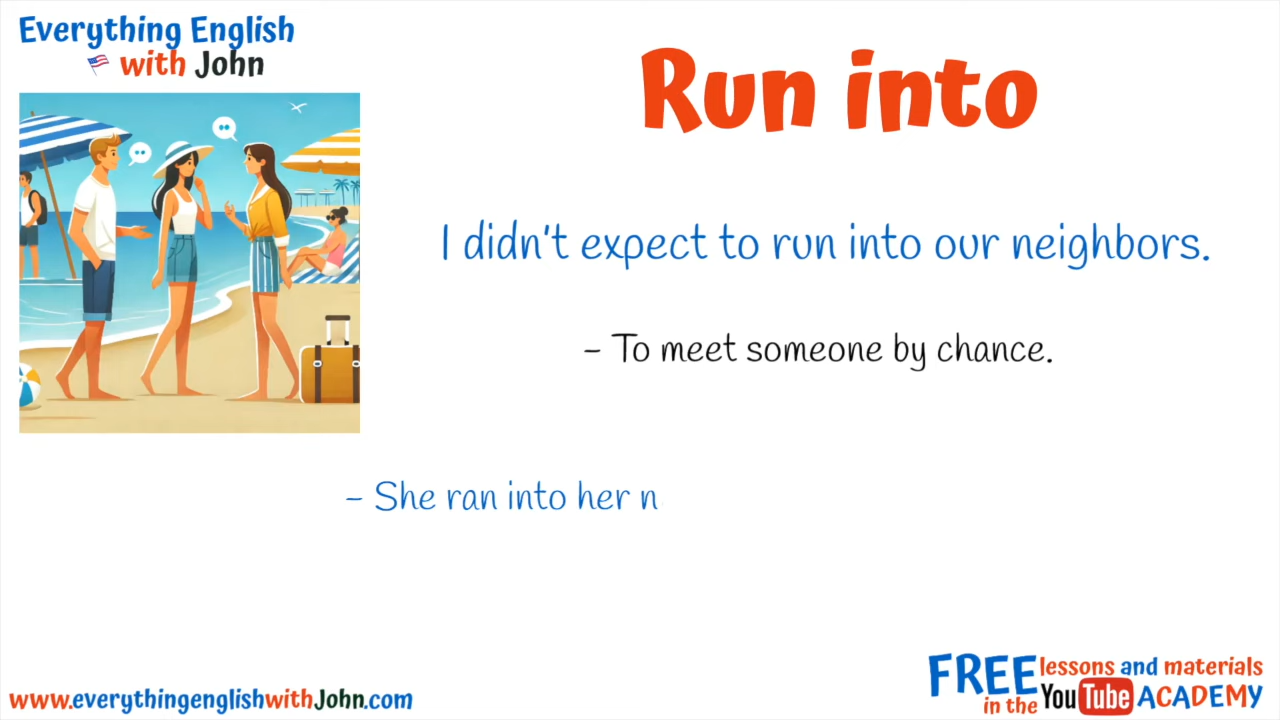 Everything English
with John
Run into
I didn't expect to run into our neighbors.
- To meet someone by chance.
- She ran into her n
www.everythingenglishwithJohn.com
FREE lessons and materials
in the YouTube ACADEMY